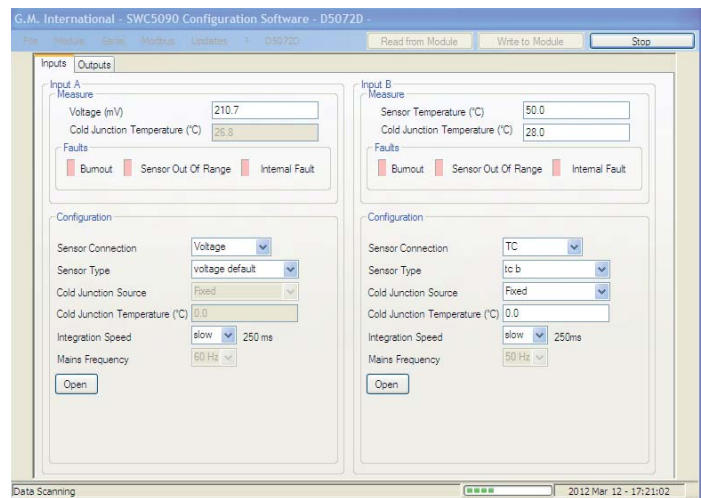 G.M. International - SWC5090 Configuration Software - D5072D -
File Module Modbus Updates ? D5072D Read from Module Write to Module Stop
Inputs Outputs
Input A
Measure
Voltage (mV) 210.7
Cold Junction Temperature (°C) 26.8
Faults
Burnout Sensor Out Of Range Internal Fault
Configuration
Sensor Connection Voltage
Sensor Type voltage default
Cold Junction Source Fixed
Cold Junction Temperature (°C) 0.0
Integration Speed slow 250 ms
Mains Frequency 60 Hz
Open
Input B
Measure
Sensor Temperature (°C) 50.0
Cold Junction Temperature (°C) 28.0
Faults
Burnout Sensor Out Of Range Internal Fault
Configuration
Sensor Connection TC
Sensor Type tc b
Cold Junction Source Fixed
Cold Junction Temperature (°C) 0.0
Integration Speed slow 250ms
Mains Frequency 50 Hz
Open
Data Scanning 2012 Mar 12 - 17:21:02